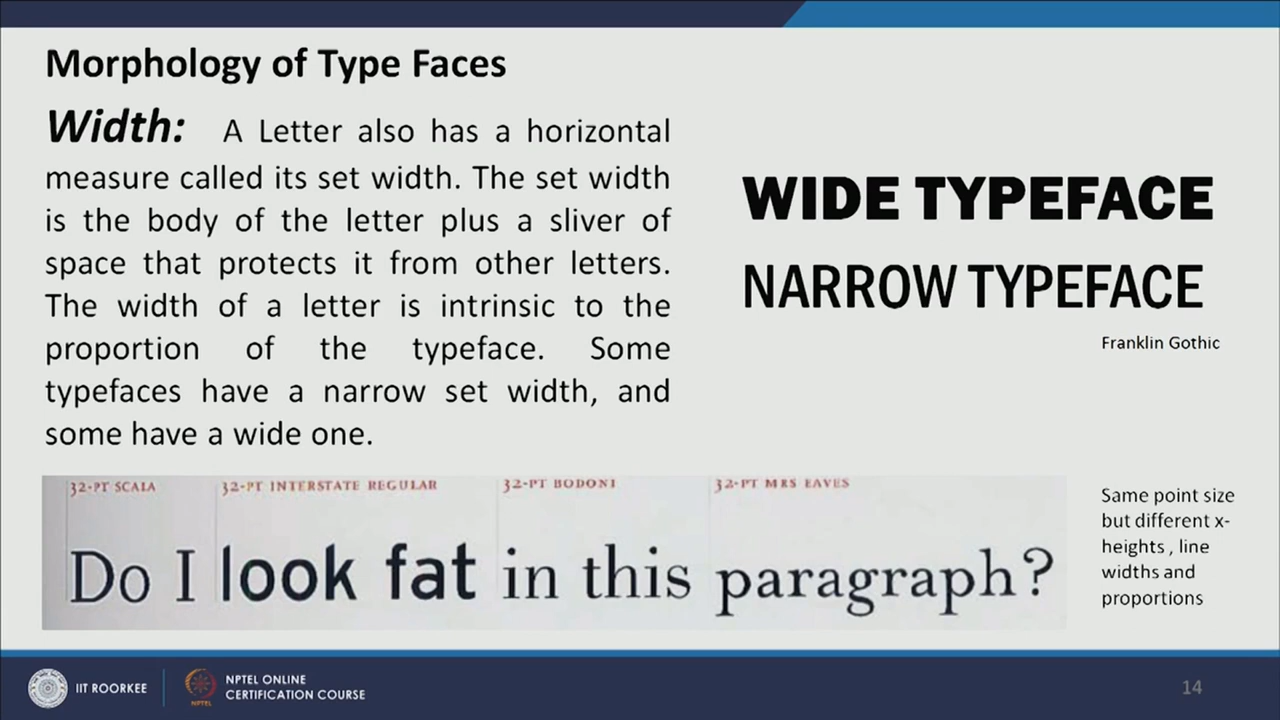 Morphology of Type Faces
Width: A Letter also has a horizontal
measure called its set width. The set width
is the body of the letter plus a sliver of
space that protects it from other letters.
The width of a letter is intrinsic to the
proportion of the typeface. Some
typefaces have a narrow set width, and
some have a wide one.
WIDE TYPEFACE
NARROW TYPEFACE
Franklin Gothic
32-PT SCALA 32-PT INTERSTATE REGULAR 32-PT BODONI 32-PT MRS EAVES
Do I look fat in this paragraph?
Same point size
but different x-
heights , line
widths and
proportions
IIT ROORKEE
NPTEL
NPTEL ONLINE
CERTIFICATION COURSE
14